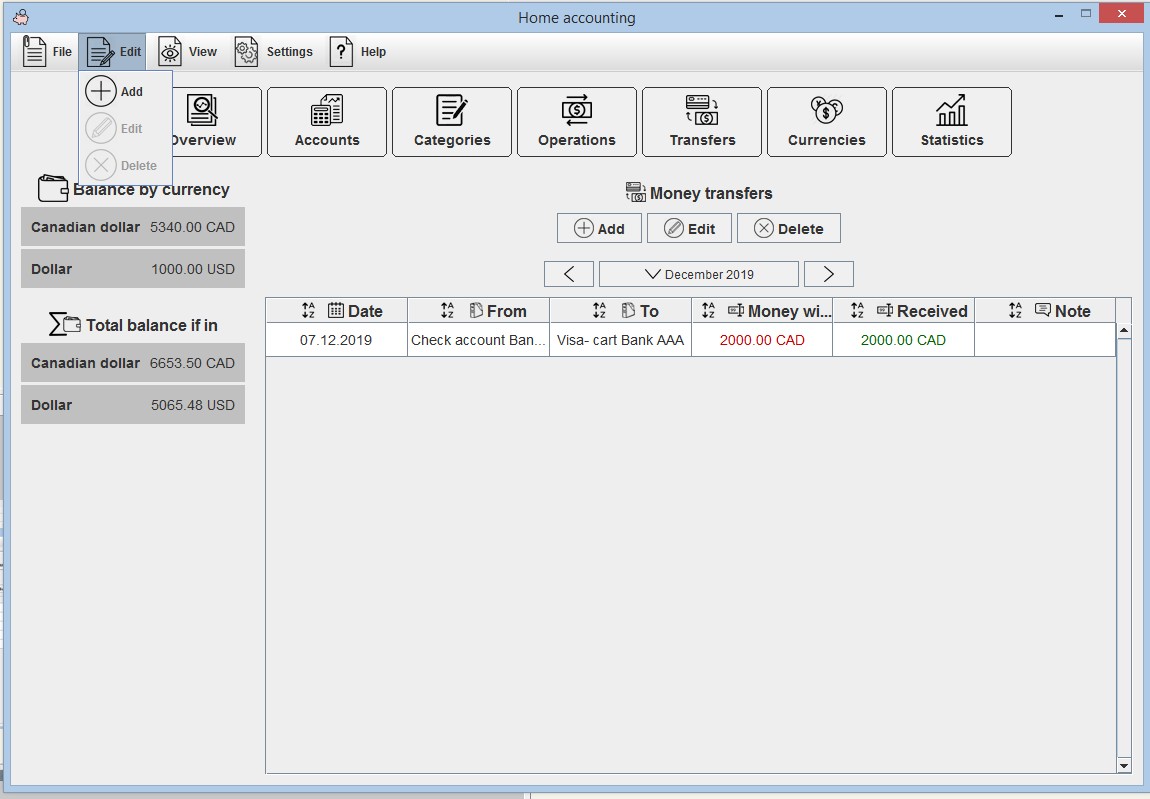 Home accounting
File Edit View Settings Help
Add
Edit
Delete
Overview Accounts Categories Operations Transfers Currencies Statistics
Balance by currency
Canadian dollar 5340.00 CAD
Dollar 1000.00 USD
Total balance if in
Canadian dollar 6653.50 CAD
Dollar 5065.48 USD
Money transfers
Add Edit Delete
December 2019
Date From To Money wi... Received Note
07.12.2019 Check account Ban... Visa- cart Bank AAA 2000.00 CAD 2000.00 CAD